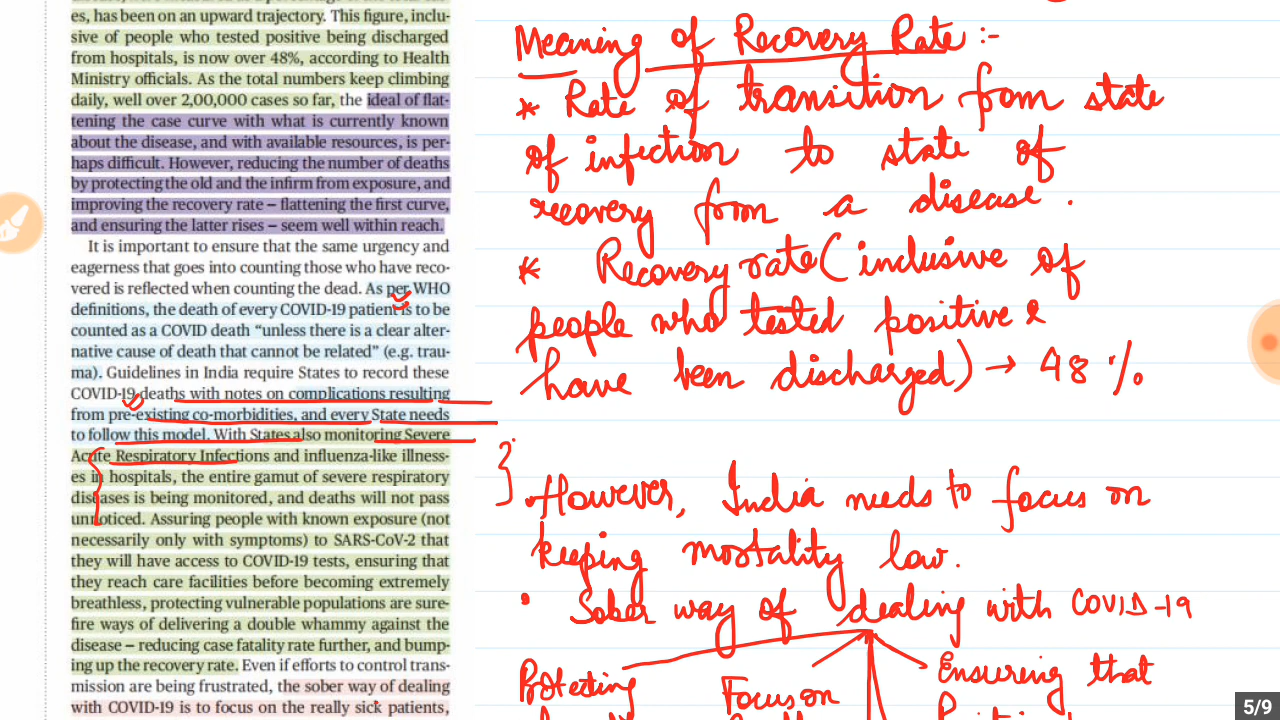 es, has been on an upward trajectory. This figure, inclu-
sive of people who tested positive being discharged
from hospitals, is now over 48%, according to Health
Ministry officials. As the total numbers keep climbing
daily, well over 2,00,000 cases so far, the ideal of flat-
tening the case curve with what is currently known
about the disease, and with available resources, is per-
haps difficult. However, reducing the number of deaths
by protecting the old and the infirm from exposure, and
improving the recovery rate – flattening the first curve,
and ensuring the latter rises – seem well within reach.
It is important to ensure that the same urgency and
eagerness that goes into counting those who have reco-
vered is reflected when counting the dead. As per WHO
definitions, the death of every COVID-19 patient is to be
counted as a COVID death “unless there is a clear alter-
native cause of death that cannot be related” (e.g. trau-
ma). Guidelines in India require States to record these
COVID-19 deaths with notes on complications resulting
from pre-existing co-morbidities, and every State needs
to follow this model. With States also monitoring Severe
Acute Respiratory Infections and influenza-like illness-
es in hospitals, the entire gamut of severe respiratory
diseases is being monitored, and deaths will not pass
unnoticed. Assuring people with known exposure (not
necessarily only with symptoms) to SARS-CoV-2 that
they will have access to COVID-19 tests, ensuring that
they reach care facilities before becoming extremely
breathless, protecting vulnerable populations are sure-
fire ways of delivering a double whammy against the
disease – reducing case fatality rate further, and bump-
ing up the recovery rate. Even if efforts to control trans-
mission are being frustrated, the sober way of dealing
with COVID-19 is to focus on the really sick patients,
Meaning of Recovery Rate :-
* Rate of transition from state
of infection to state of
recovery from a disease.
* Recovery rate (inclusive of
people who tested positive &
have been discharged) → 48 %
However, India needs to focus on
keeping mortality low.
• Sober way of dealing with COVID-19
Protecting Focus on Ensuring that
5/9